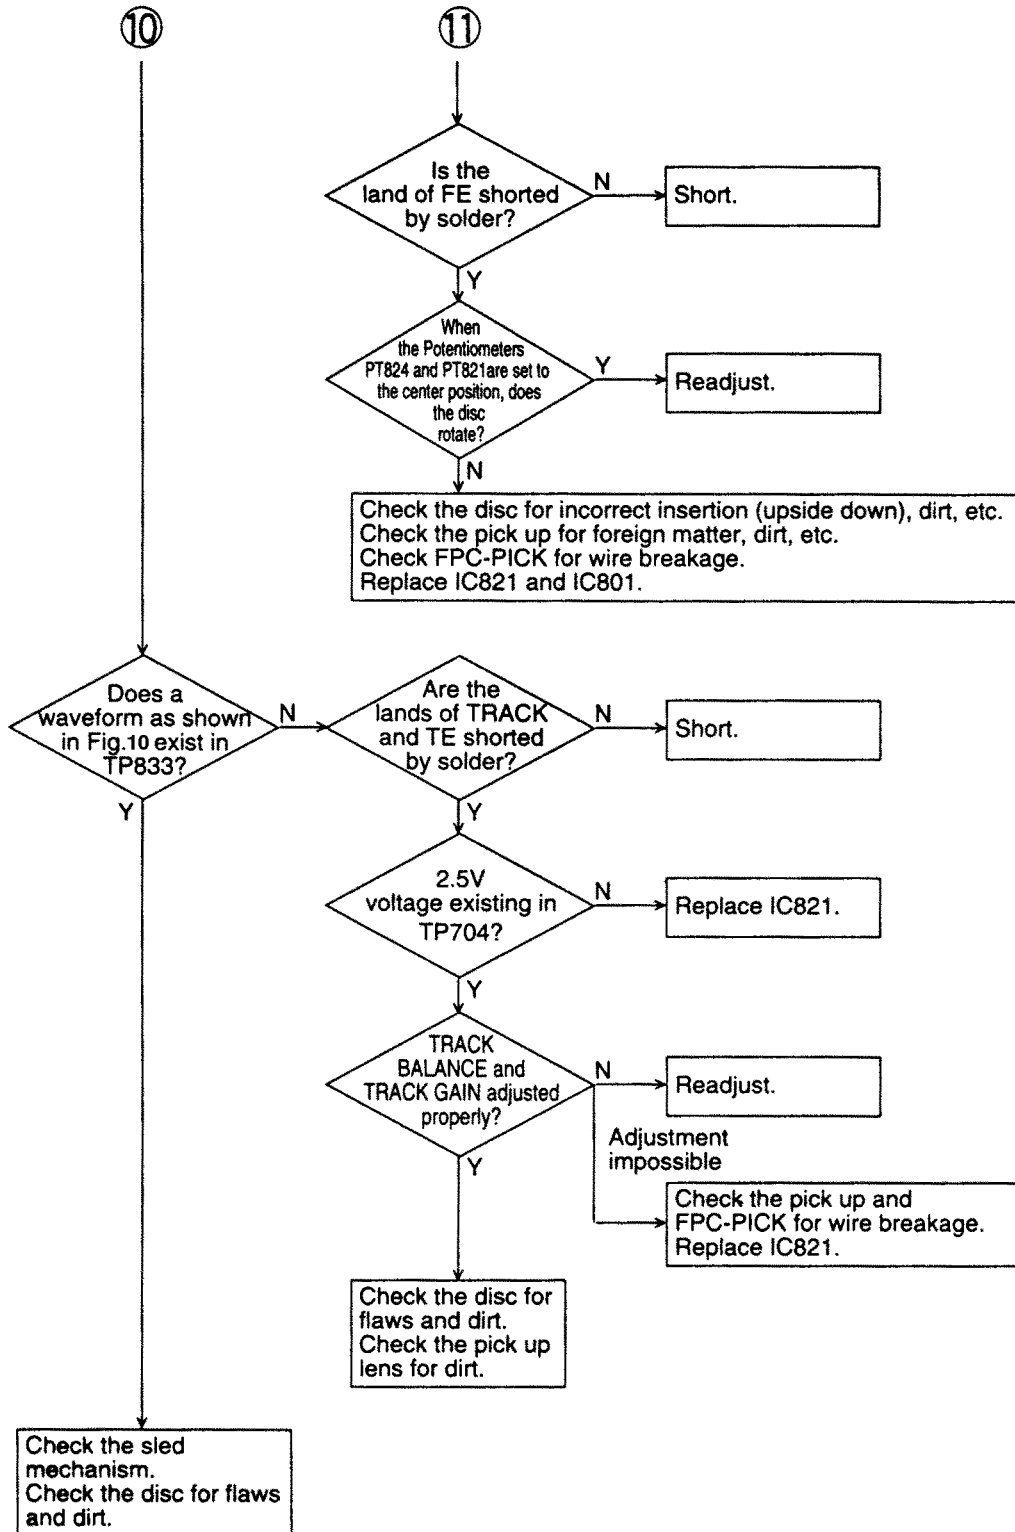 10
11
Is the
land of FE shorted
by solder?
N
Short.
Y
When
the Potentiometers
PT824 and PT821are set to
the center position, does
the disc
rotate?
Y
Readjust.
N
Check the disc for incorrect insertion (upside down), dirt, etc.
Check the pick up for foreign matter, dirt, etc.
Check FPC-PICK for wire breakage.
Replace IC821 and IC801.
Does a
waveform as shown
in Fig.10 exist in
TP833?
N
Y
Are the
lands of TRACK
and TE shorted
by solder?
N
Short.
Y
2.5V
voltage existing in
TP704?
N
Replace IC821.
Y
TRACK
BALANCE and
TRACK GAIN adjusted
properly?
N
Readjust.
Adjustment
impossible
Y
Check the pick up and
FPC-PICK for wire breakage.
Replace IC821.
Check the disc for
flaws and dirt.
Check the pick up
lens for dirt.
Check the sled
mechanism.
Check the disc for flaws
and dirt.